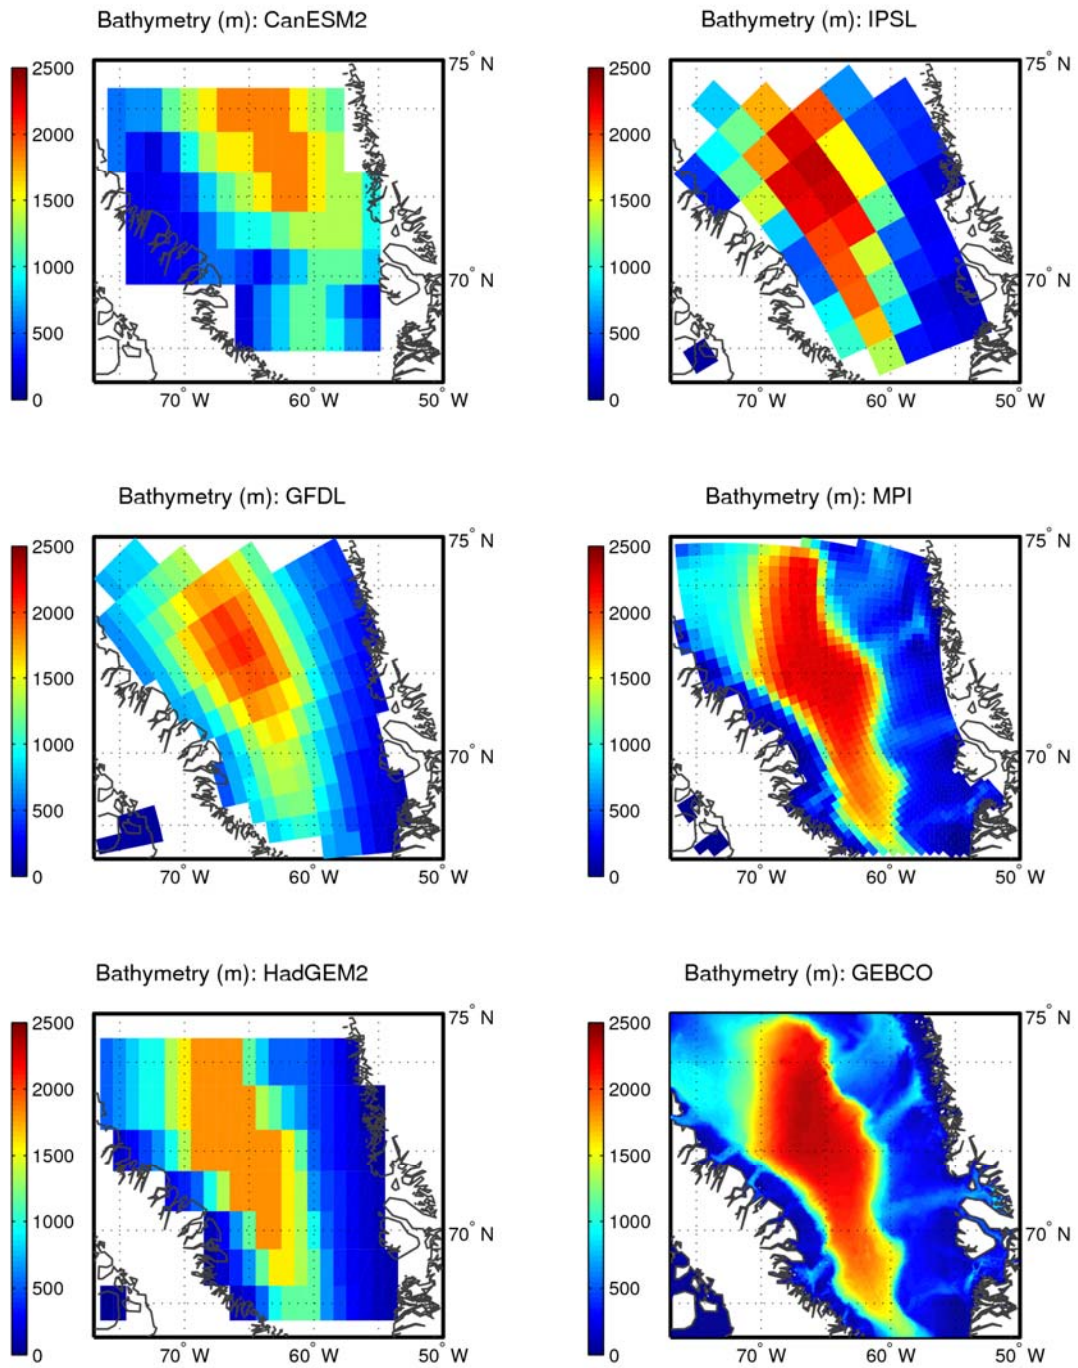 Bathymetry (m): CanESM2
2500
2000
1500
1000
500
0
75° N
70° N
70° W
60° W
50° W
Bathymetry (m): IPSL
2500
2000
1500
1000
500
0
75° N
70° N
70° W
60° W
50° W
Bathymetry (m): GFDL
2500
2000
1500
1000
500
0
75° N
70° N
70° W
60° W
50° W
Bathymetry (m): MPI
2500
2000
1500
1000
500
0
75° N
70° N
70° W
60° W
50° W
Bathymetry (m): HadGEM2
2500
2000
1500
1000
500
0
75° N
70° N
70° W
60° W
50° W
Bathymetry (m): GEBCO
2500
2000
1500
1000
500
0
75° N
70° N
70° W
60° W
50° W